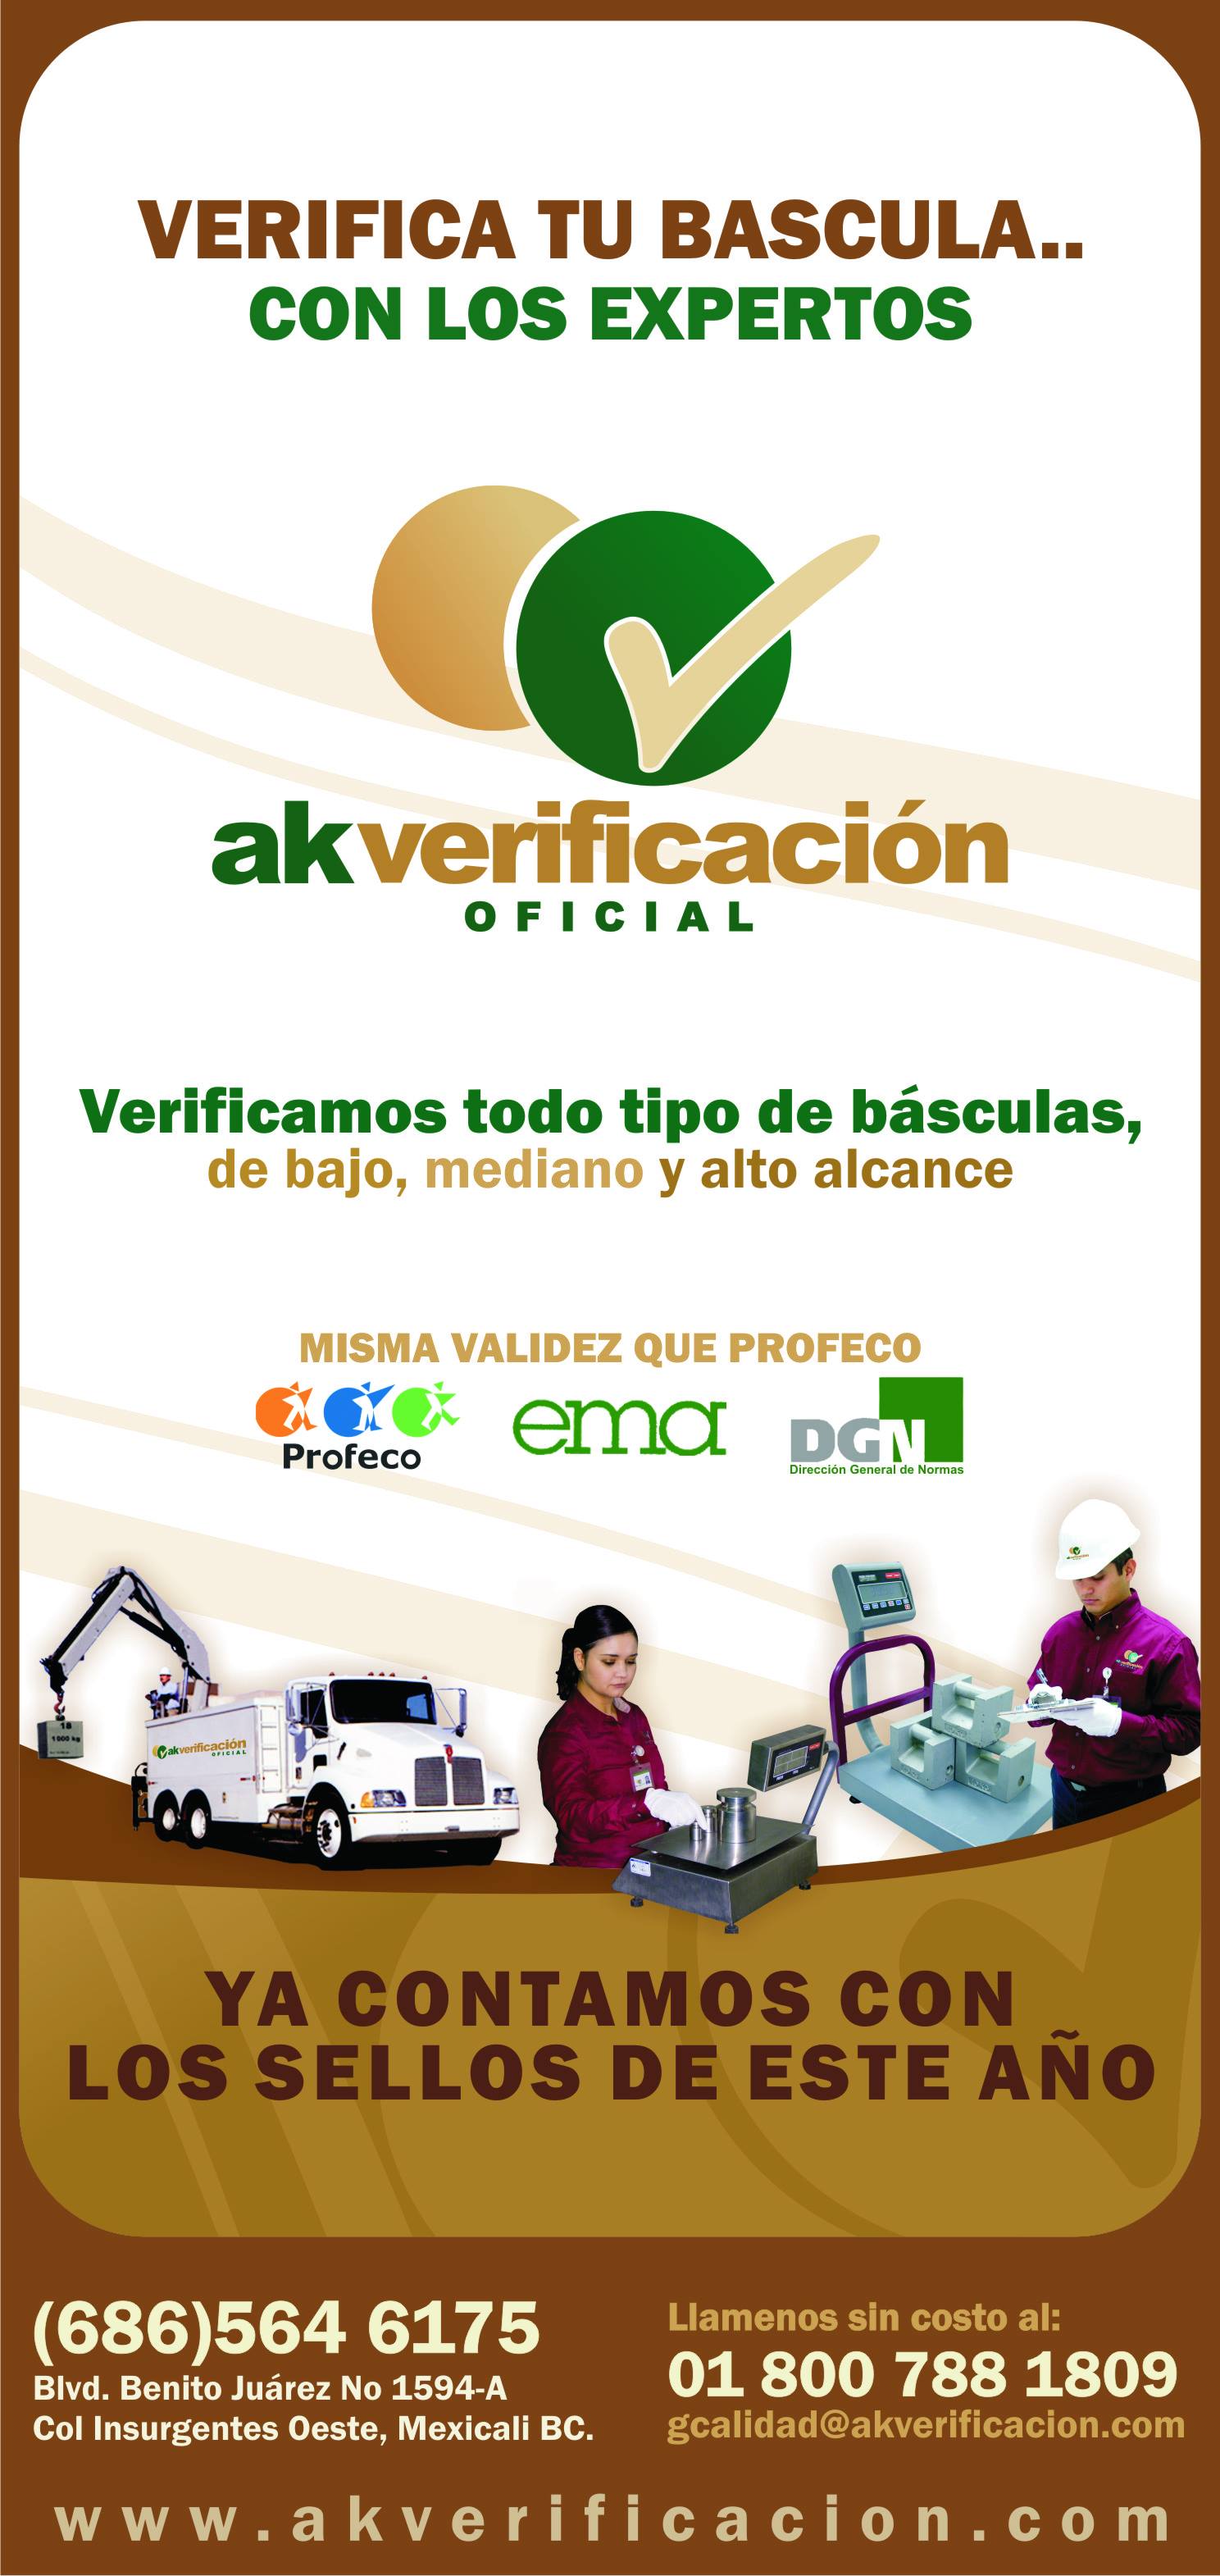 VERIFICA TU BASCULA..
CON LOS EXPERTOS
akverificación
OFICIAL
Verificamos todo tipo de básculas,
de bajo, mediano y alto alcance
MISMA VALIDEZ QUE PROFECO
Profeco
ema
DGN
Dirección General de Normas
18
1000 kg
akverificación
OFICIAL
YA CONTAMOS CON
LOS SELLOS DE ESTE AÑO
(686)564 6175
Blvd. Benito Juárez No 1594-A
Col Insurgentes Oeste, Mexicali BC.
Llamenos sin costo al:
01 800 788 1809
gcalidad@akverificacion.com
www.akverificacion.com